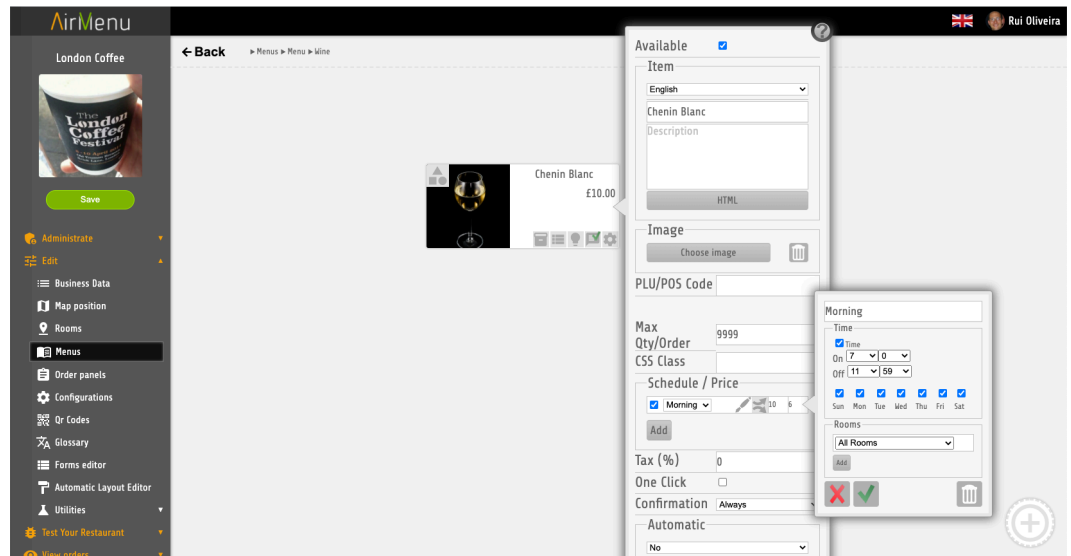 AirMenu
Rui Oliveira
London Coffee
The
London
Coffee
Festival
Save
Administrate
Edit
Business Data
Map position
Rooms
Menus
Order panels
Configurations
Qr Codes
Glossary
Forms editor
Automatic Layout Editor
Utilities
Test Your Restaurant
View orders
←Back
▸ Menus ▸ Menu ▸ Wine
Chenin Blanc
£10.00
?
Available
Item
English
Chenin Blanc
Description
HTML
Image
Choose image
PLU/POS Code
Max
Qty/Order 9999
CSS Class
Schedule / Price
Morning 10 6
Add
Tax (%) 0
One Click
Confirmation Always
Automatic
No
Morning
Time
Time
On 7 0
Off 11 59
Sun Mon Tue Wed Thu Fri Sat
Rooms
All Rooms
Add